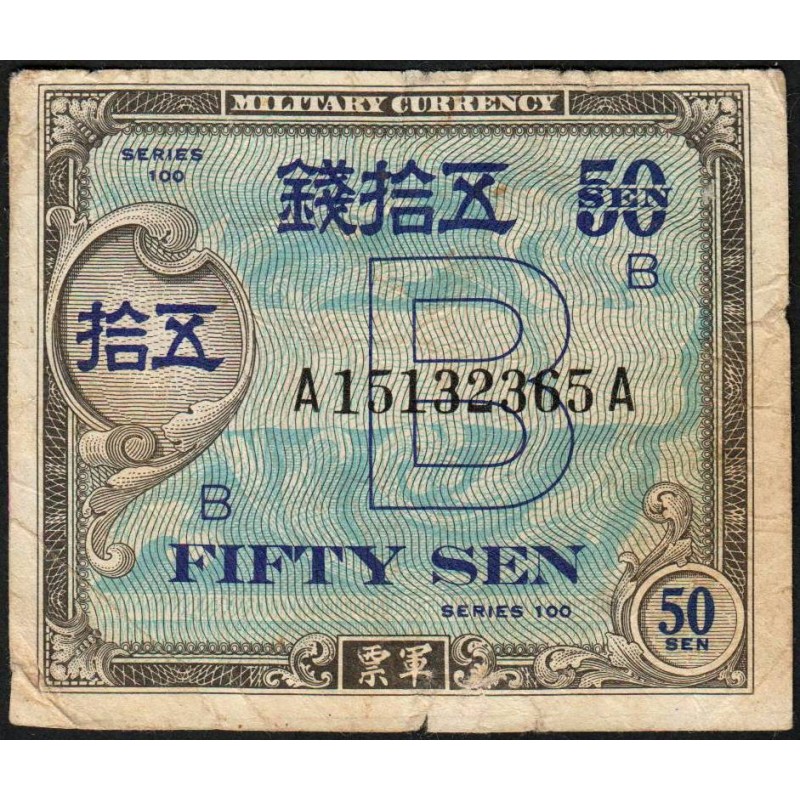 MILITARY CURRENCY
SERIES
100
錢拾五
50
SEN
B
拾五
B
A15132365A
B
FIFTY SEN
SERIES 100
50
SEN
票軍